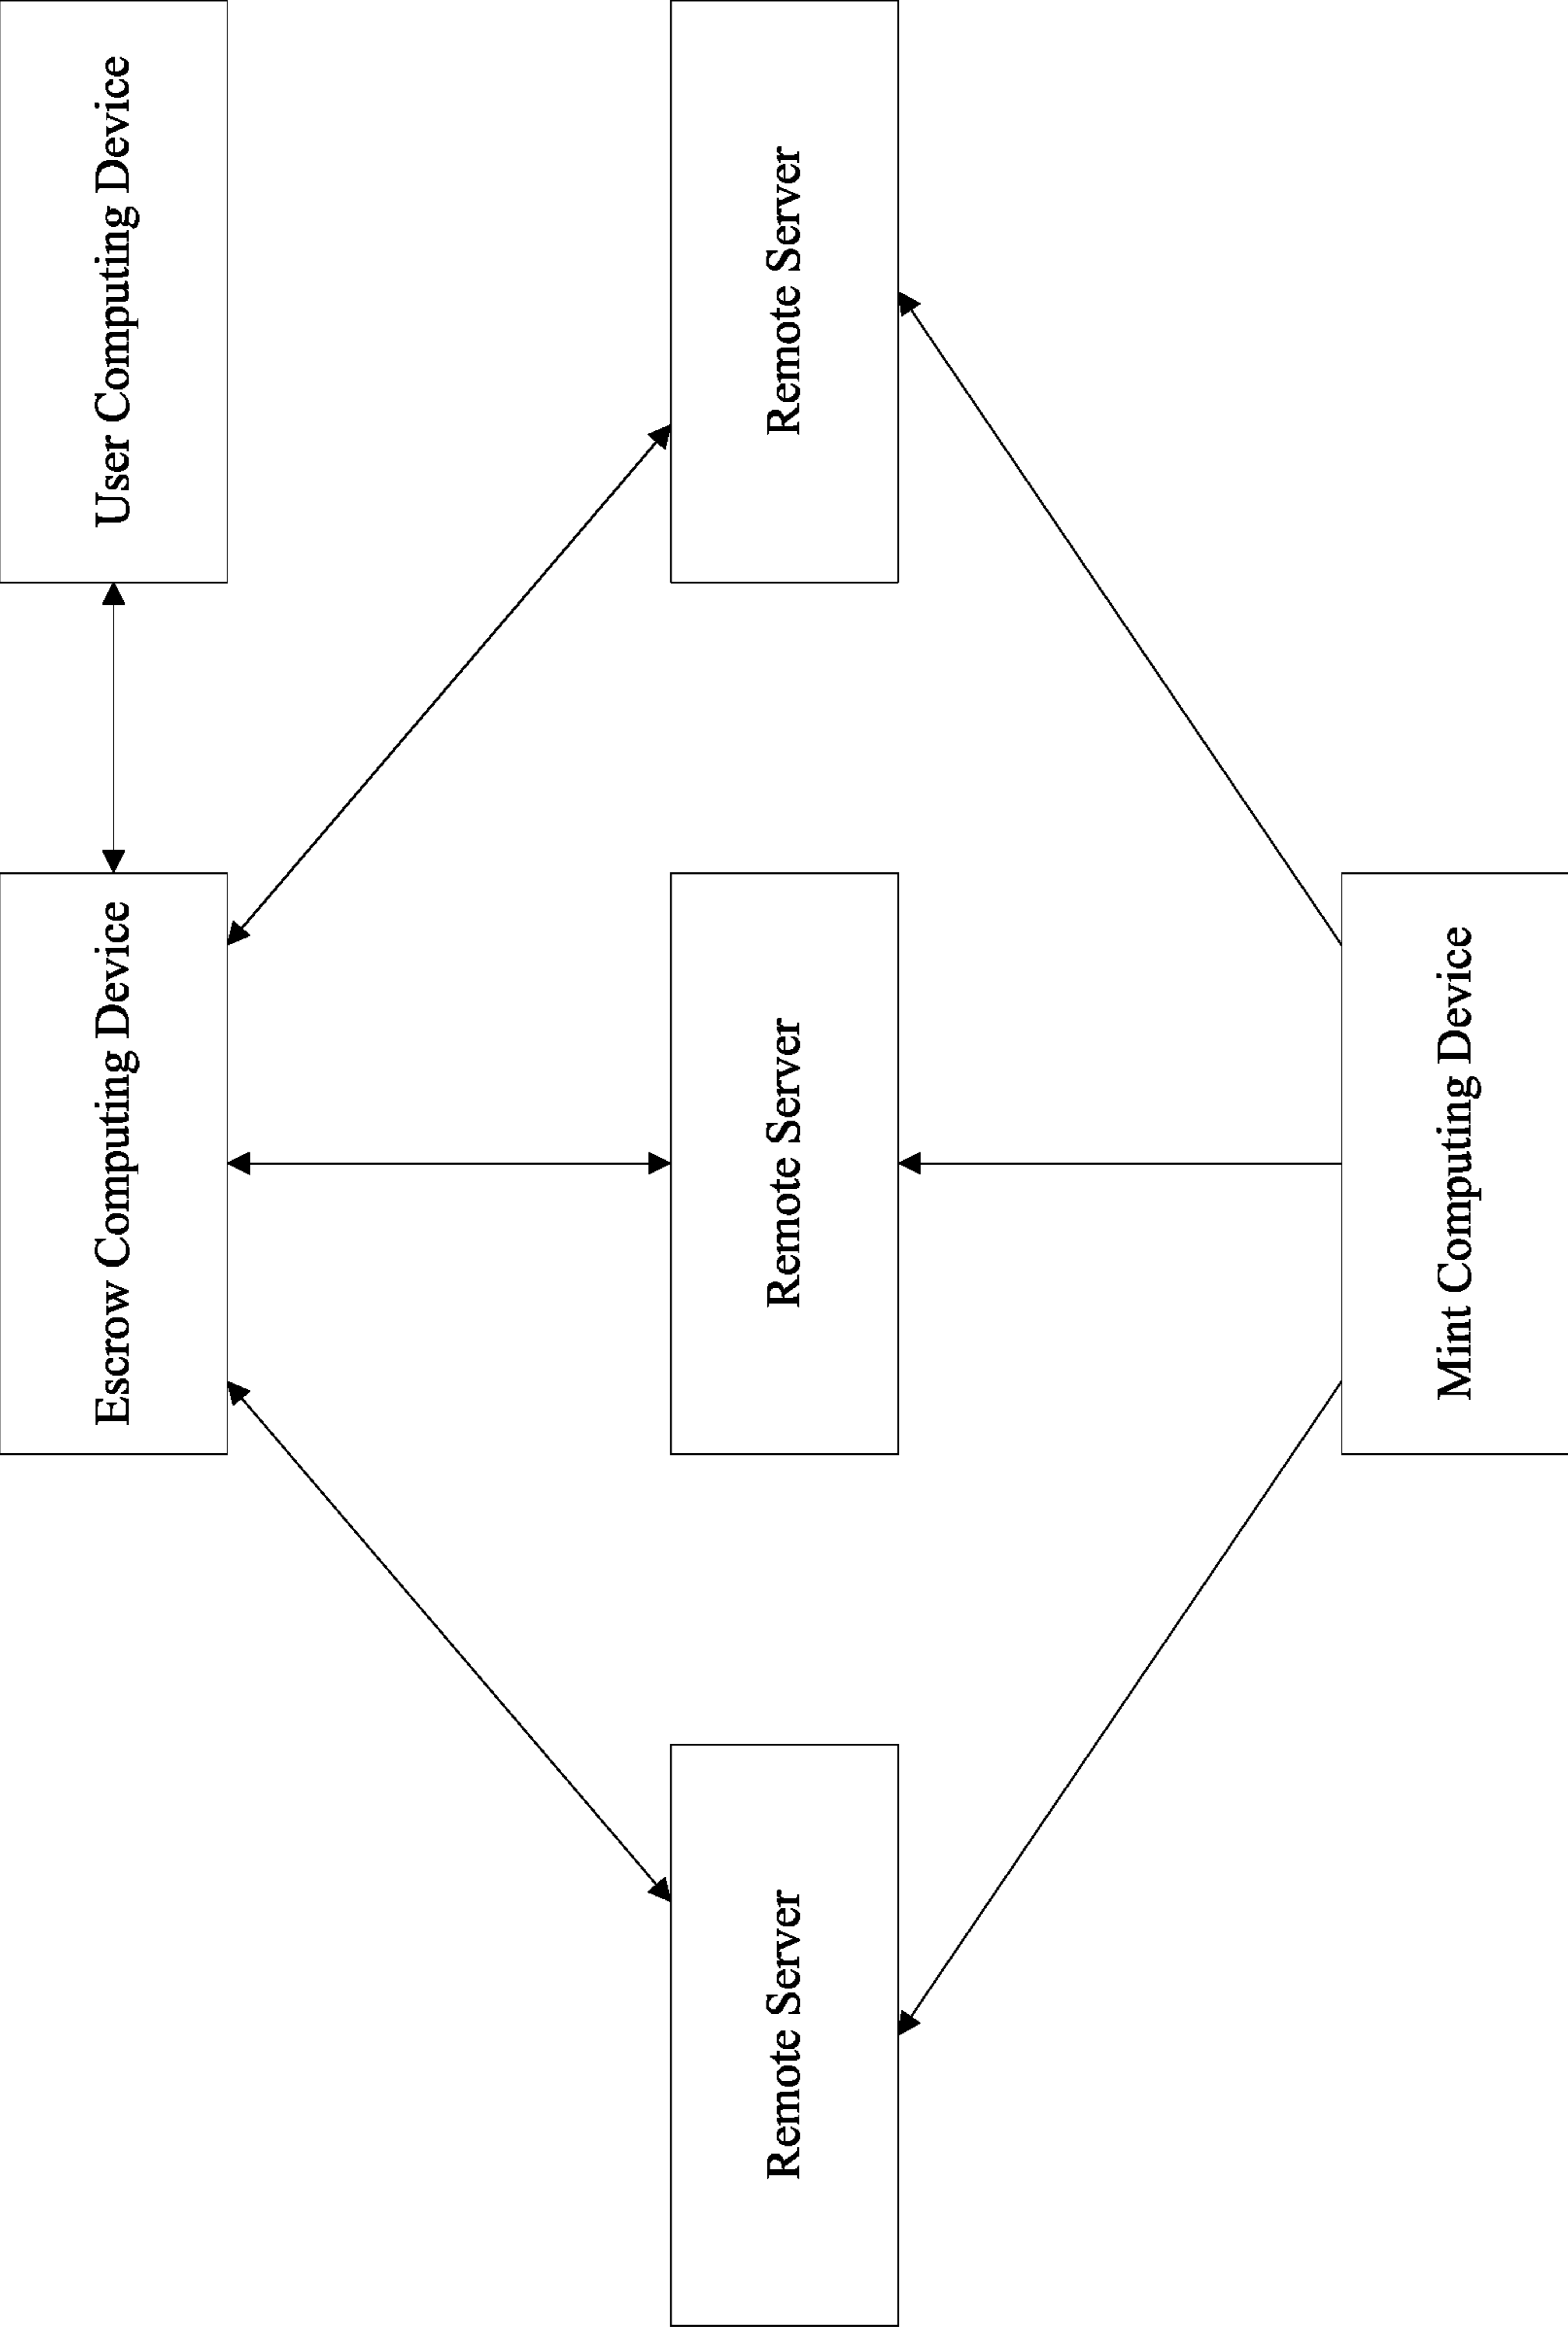 Escrow Computing Device
User Computing Device
Remote Server
Remote Server
Remote Server
Mint Computing Device